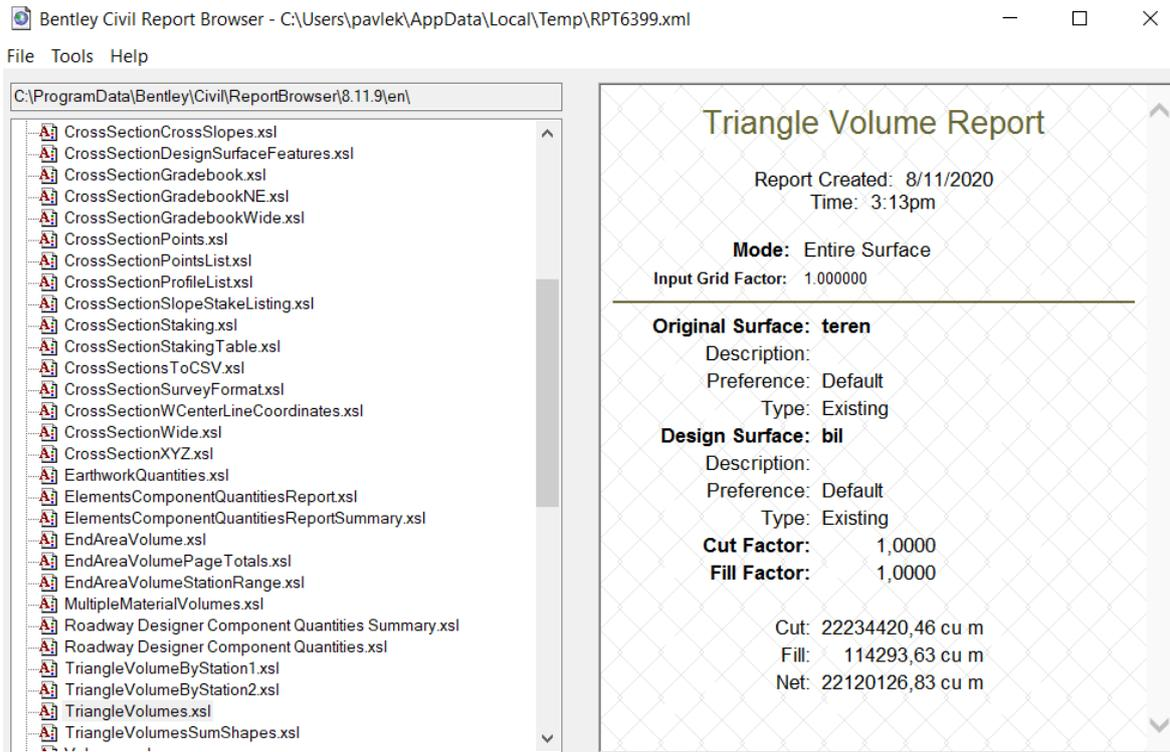 Bentley Civil Report Browser - C:\Users\pavlek\AppData\Local\Temp\RPT6399.xml
File Tools Help
C:\ProgramData\Bentley\Civil\ReportBrowser\8.11.9\en\
CrossSectionCrossSlopes.xsl
CrossSectionDesignSurfaceFeatures.xsl
CrossSectionGradebook.xsl
CrossSectionGradebookNE.xsl
CrossSectionGradebookWide.xsl
CrossSectionPoints.xsl
CrossSectionPointsList.xsl
CrossSectionProfileList.xsl
CrossSectionSlopeStakeListing.xsl
CrossSectionStaking.xsl
CrossSectionStakingTable.xsl
CrossSectionsToCSV.xsl
CrossSectionSurveyFormat.xsl
CrossSectionWCenterLineCoordinates.xsl
CrossSectionWide.xsl
CrossSectionXYZ.xsl
EarthworkQuantities.xsl
ElementsComponentQuantitiesReport.xsl
ElementsComponentQuantitiesReportSummary.xsl
EndAreaVolume.xsl
EndAreaVolumePageTotals.xsl
EndAreaVolumeStationRange.xsl
MultipleMaterialVolumes.xsl
Roadway Designer Component Quantities Summary.xsl
Roadway Designer Component Quantities.xsl
TriangleVolumeByStation1.xsl
TriangleVolumeByStation2.xsl
TriangleVolumes.xsl
TriangleVolumesSumShapes.xsl
Triangle Volume Report
Report Created: 8/11/2020
Time: 3:13pm
Mode: Entire Surface
Input Grid Factor: 1.000000
Original Surface: teren
Description:
Preference: Default
Type: Existing
Design Surface: bil
Description:
Preference: Default
Type: Existing
Cut Factor: 1,0000
Fill Factor: 1,0000
Cut: 22234420,46 cu m
Fill: 114293,63 cu m
Net: 22120126,83 cu m